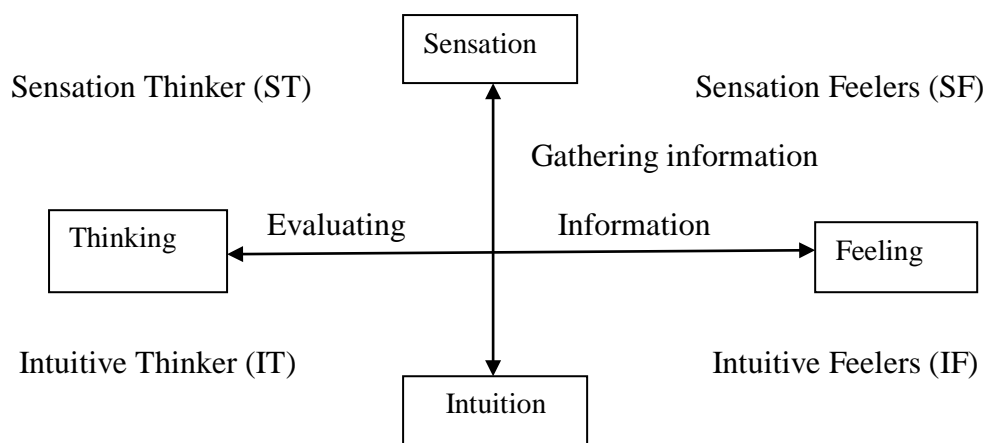 Sensation
Sensation Thinker (ST)
Sensation Feelers (SF)
Gathering information
Thinking
Evaluating
Information
Feeling
Intuitive Thinker (IT)
Intuitive Feelers (IF)
Intuition